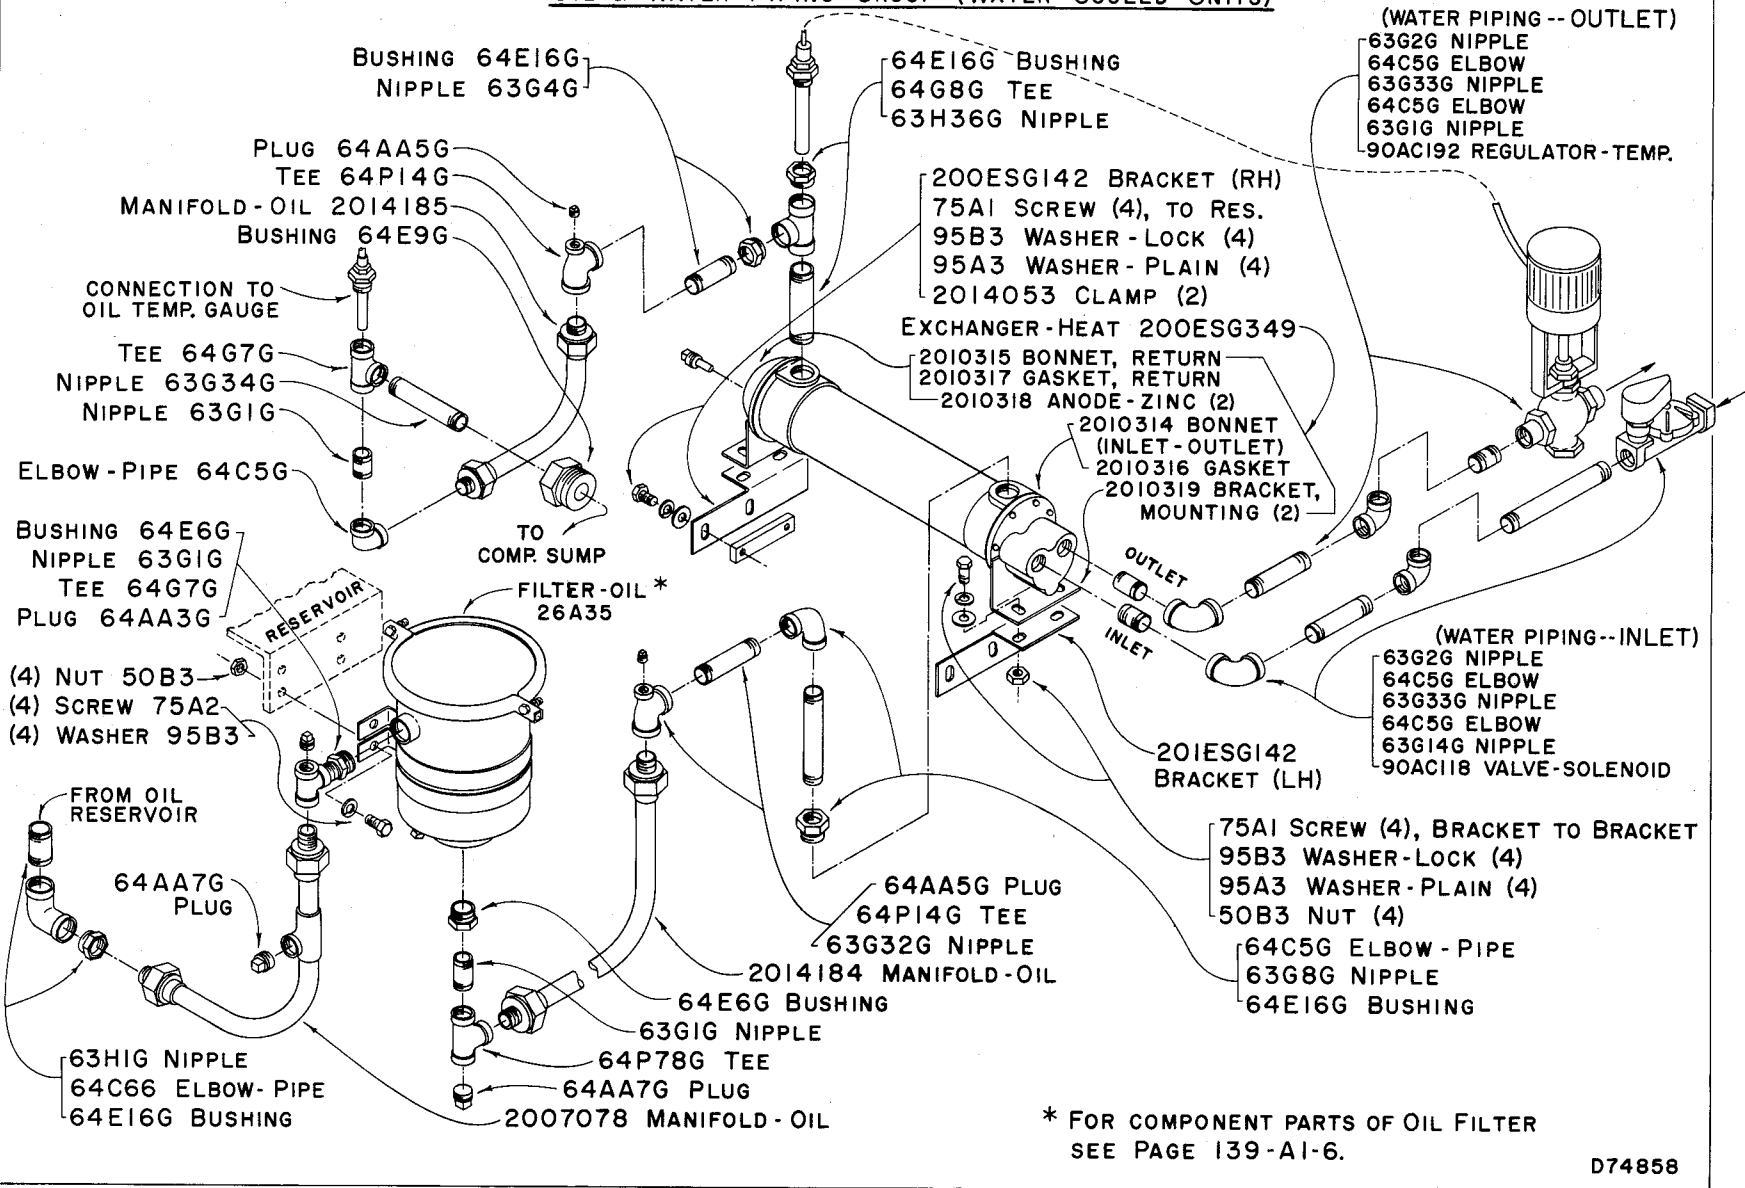 OIL & WATER PIPING GROUP (WATER COOLED UNITS)
BUSHING 64E16G
NIPPLE 63G4G
PLUG 64AA5G
TEE 64P14G
MANIFOLD-OIL 2014185
BUSHING 64E9G
CONNECTION TO
OIL TEMP. GAUGE
TEE 64G7G
NIPPLE 63G34G
NIPPLE 63G1G
ELBOW-PIPE 64C5G
BUSHING 64E6G
NIPPLE 63G1G
TEE 64G7G
PLUG 64AA3G
(4) NUT 50B3
(4) SCREW 75A2
(4) WASHER 95B3
FROM OIL
RESERVOIR
64AA7G
PLUG
63H1G NIPPLE
64C66 ELBOW-PIPE
64E16G BUSHING
RESERVOIR
TO
COMP. SUMP
FILTER-OIL *
26A35
64E16G BUSHING
64G8G TEE
63H36G NIPPLE
200ESG142 BRACKET (RH)
75A1 SCREW (4), TO RES.
95B3 WASHER-LOCK (4)
95A3 WASHER-PLAIN (4)
2014053 CLAMP (2)
EXCHANGER-HEAT 200ESG349
2010315 BONNET, RETURN
2010317 GASKET, RETURN
2010318 ANODE-ZINC (2)
2010314 BONNET
(INLET-OUTLET)
2010316 GASKET
2010319 BRACKET,
MOUNTING (2)
(WATER PIPING--OUTLET)
63G2G NIPPLE
64C5G ELBOW
63G33G NIPPLE
64C5G ELBOW
63G1G NIPPLE
90AC192 REGULATOR-TEMP.
OUTLET
INLET
(WATER PIPING--INLET)
63G2G NIPPLE
64C5G ELBOW
63G33G NIPPLE
64C5G ELBOW
63G14G NIPPLE
90AC118 VALVE-SOLENOID
201ESG142
BRACKET (LH)
75A1 SCREW (4), BRACKET TO BRACKET
95B3 WASHER-LOCK (4)
95A3 WASHER-PLAIN (4)
50B3 NUT (4)
64C5G ELBOW-PIPE
63G8G NIPPLE
64E16G BUSHING
64AA5G PLUG
64P14G TEE
63G32G NIPPLE
2014184 MANIFOLD-OIL
64E6G BUSHING
63G1G NIPPLE
64P78G TEE
64AA7G PLUG
2007078 MANIFOLD-OIL
* FOR COMPONENT PARTS OF OIL FILTER
SEE PAGE 139-A1-6.
D74858